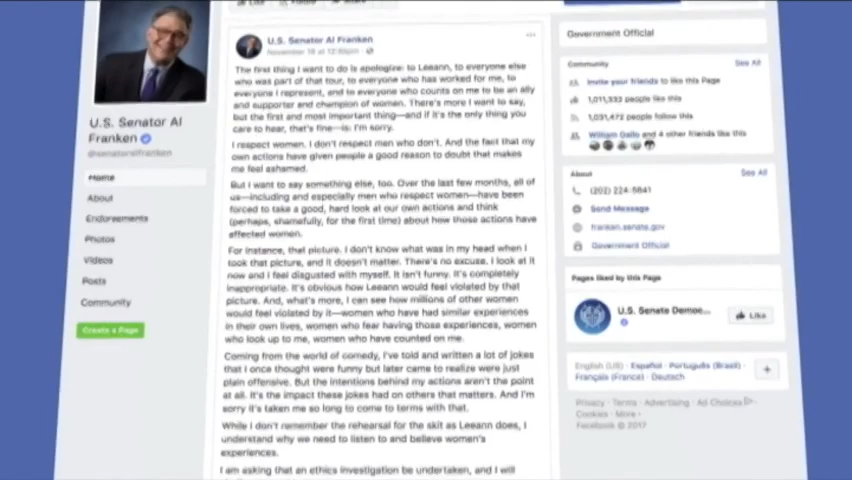 U.S. Senator Al
Franken
@senatoralfranken
Home
About
Endorsements
Photos
Videos
Posts
Community
Create a Page
U.S. Senator Al Franken
November 16 at 12:55pm
The first thing I want to do is apologize: to Leeann, to everyone else
who was part of that tour, to everyone who has worked for me, to
everyone I represent, and to everyone who counts on me to be an ally
and supporter and champion of women. There's more I want to say,
but the first and most important thing—and if it's the only thing you
care to hear, that's fine—is: I'm sorry.
I respect women. I don't respect men who don't. And the fact that my
own actions have given people a good reason to doubt that makes
me feel ashamed.
But I want to say something else, too. Over the last few months, all of
us—including and especially men who respect women—have been
forced to take a good, hard look at our own actions and think
(perhaps, shamefully, for the first time) about how those actions have
affected women.
For instance, that picture. I don't know what was in my head when I
took that picture, and it doesn't matter. There's no excuse. I look at it
now and I feel disgusted with myself. It isn't funny. It's completely
inappropriate. It's obvious how Leeann would feel violated by that
picture. And, what's more, I can see how millions of other women
would feel violated by it—women who have had similar experiences
in their own lives, women who fear having those experiences, women
who look up to me, women who have counted on me.
Coming from the world of comedy, I've told and written a lot of jokes
that I once thought were funny but later came to realize were just
plain offensive. But the intentions behind my actions aren't the point
at all. It's the impact these jokes had on others that matters. And I'm
sorry it's taken me so long to come to terms with that.
While I don't remember the rehearsal for the skit as Leeann does, I
understand why we need to listen to and believe women's
experiences.
I am asking that an ethics investigation be undertaken, and I will
Government Official
Community See All
Invite your friends to like this Page
1,011,333 people like this
1,031,472 people follow this
William Gallo and 4 other friends like this
About See All
(202) 224-5641
Send Message
franken.senate.gov
Government Official
Pages liked by this Page
U.S. Senate Democ...
Like
English (US) · Español · Português (Brasil) ·
Français (France) · Deutsch
Privacy · Terms · Advertising · Ad Choices ·
Cookies · More
Facebook © 2017